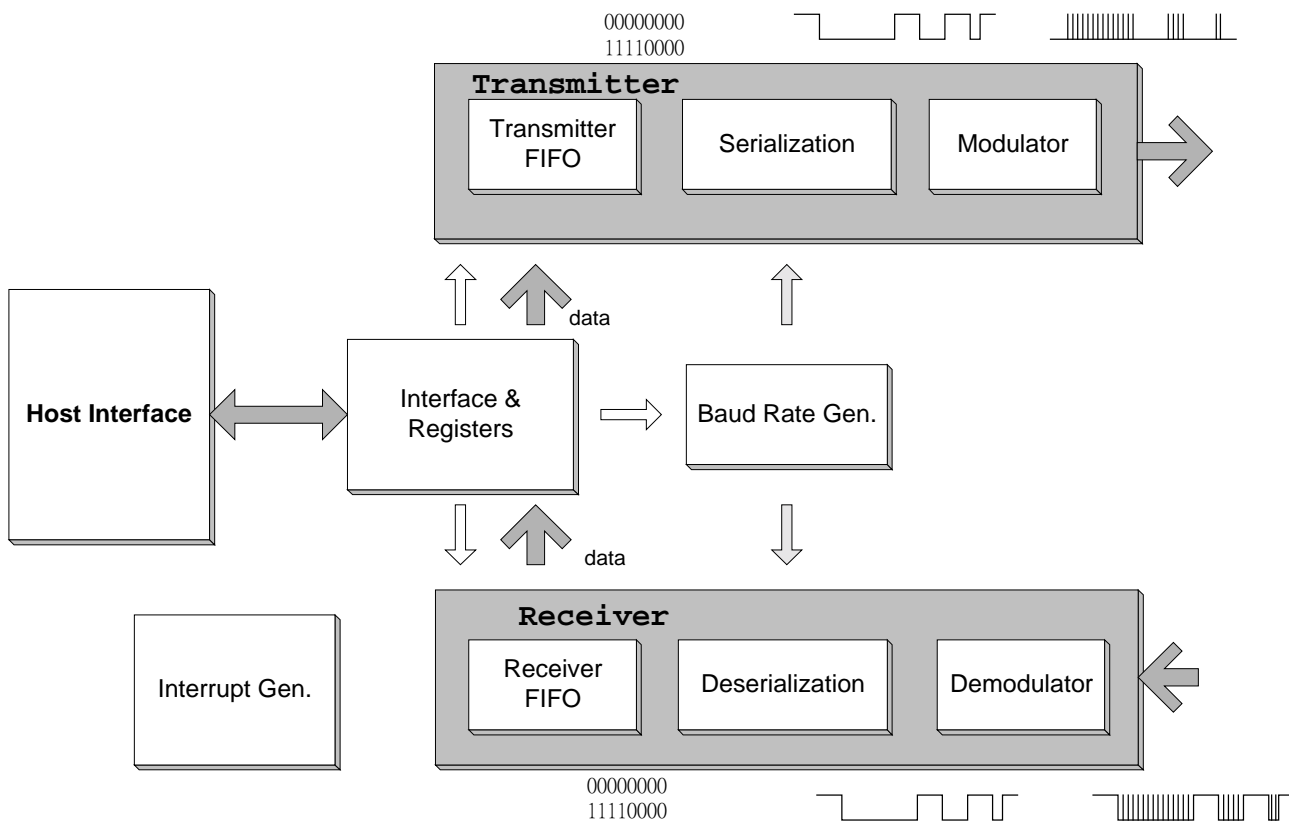 00000000
11110000
Transmitter
Transmitter
FIFO
Serialization
Modulator
data
Host Interface
Interface &
Registers
Baud Rate Gen.
data
Receiver
Receiver
FIFO
Deserialization
Demodulator
Interrupt Gen.
00000000
11110000